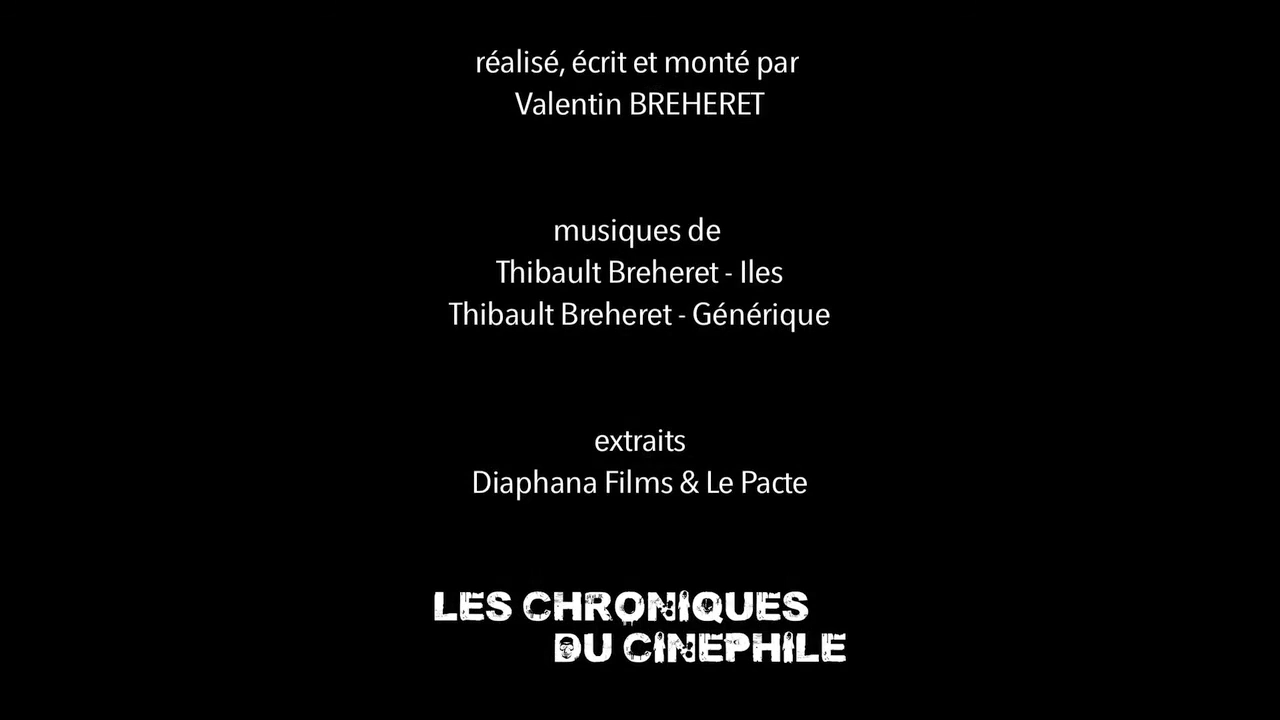 réalisé, écrit et monté par
Valentin BREHERET
musiques de
Thibault Breheret - Iles
Thibault Breheret - Générique
extraits
Diaphana Films & Le Pacte
LES CHRONIQUES
DU CINEPHILE